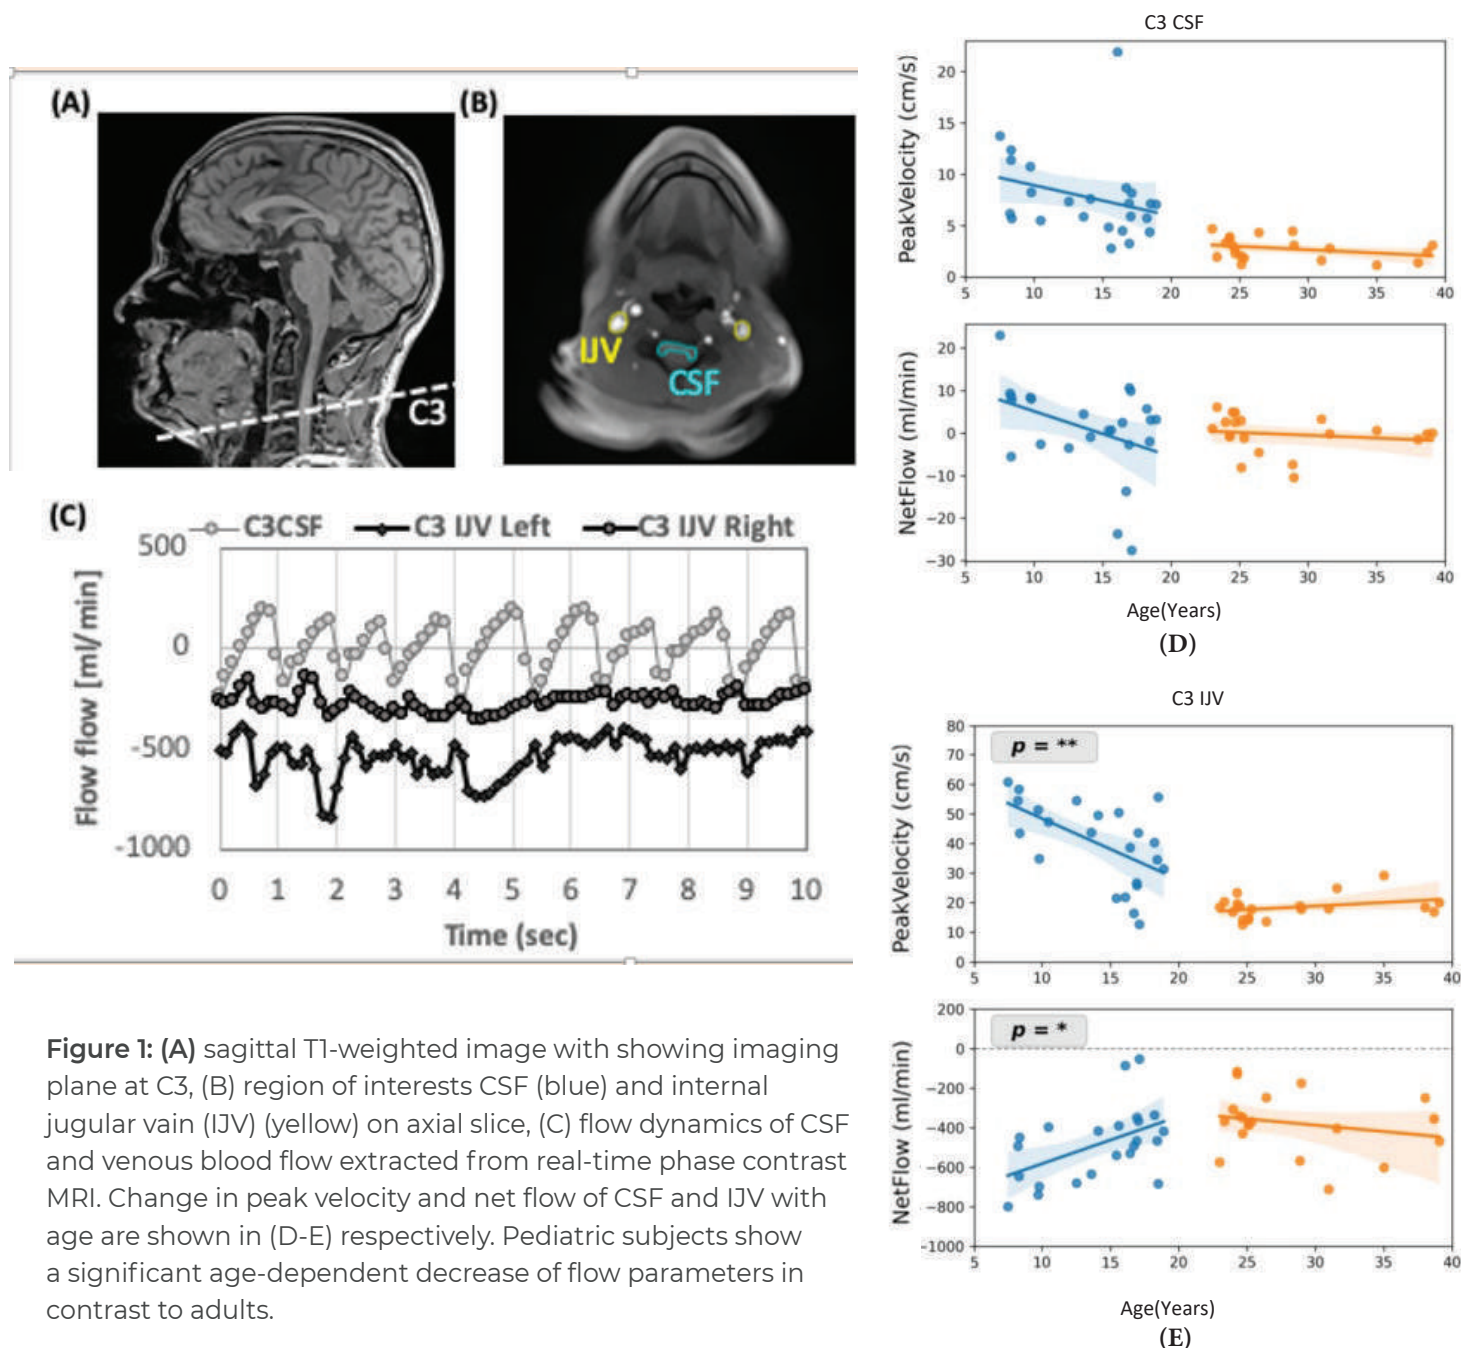 (A)
(B)
C3
IJV
CSF
(C)
C3CSF
C3 IJV Left
C3 IJV Right
Flow flow [ml/min]
500
0
-500
-1000
0 1 2 3 4 5 6 7 8 9 10
Time (sec)
Figure 1: (A) sagittal T1-weighted image with showing imaging
plane at C3, (B) region of interests CSF (blue) and internal
jugular vain (IJV) (yellow) on axial slice, (C) flow dynamics of CSF
and venous blood flow extracted from real-time phase contrast
MRI. Change in peak velocity and net flow of CSF and IJV with
age are shown in (D-E) respectively. Pediatric subjects show
a significant age-dependent decrease of flow parameters in
contrast to adults.
C3 CSF
PeakVelocity (cm/s)
20
15
10
5
0
5 10 15 20 25 30 35 40
NetFlow (ml/min)
20
10
0
−10
−20
−30
5 10 15 20 25 30 35 40
Age(Years)
(D)
C3 IJV
PeakVelocity (cm/s)
80
70
60
50
40
30
20
10
0
p = **
5 10 15 20 25 30 35 40
NetFlow (ml/min)
200
0
−200
−400
−600
−800
−1000
p = *
5 10 15 20 25 30 35 40
Age(Years)
(E)